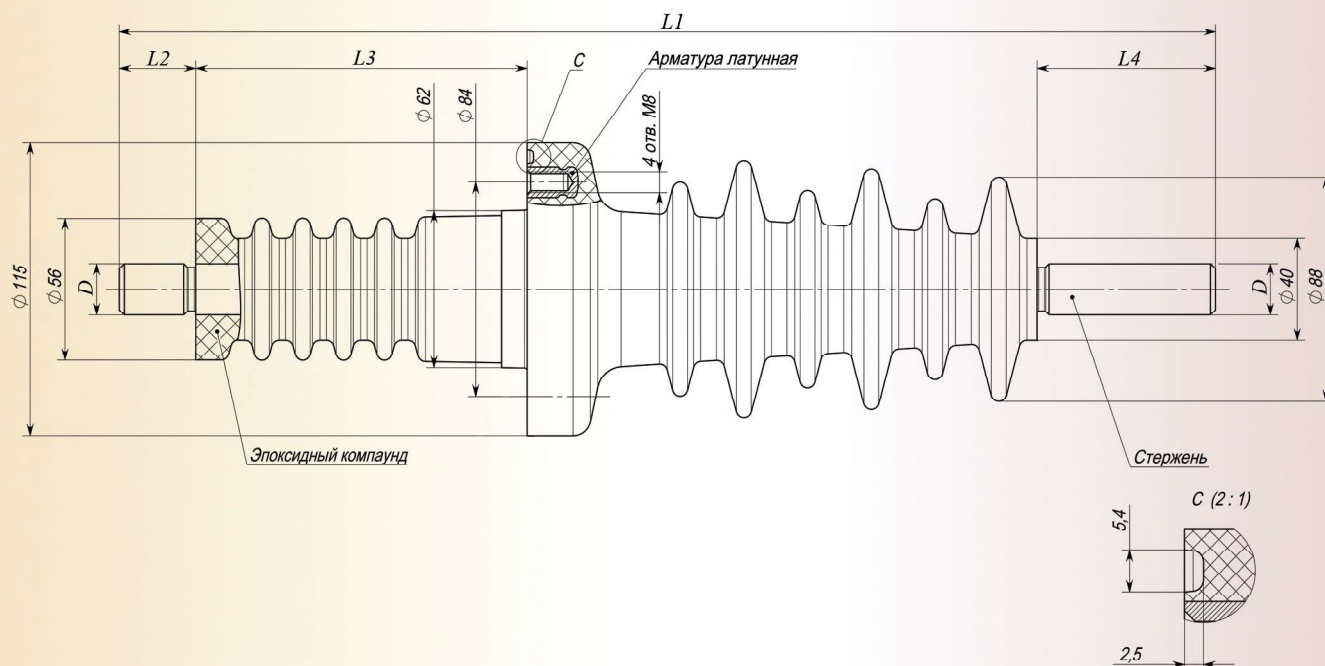 L1
L2
L3
C
Арматура латунная
L4
∅ 62
∅ 84
4 отв. М8
∅ 115
∅ 56
D
D
∅ 40
∅ 88
Эпоксидный компаунд
Стержень
C (2 : 1)
5,4
2,5